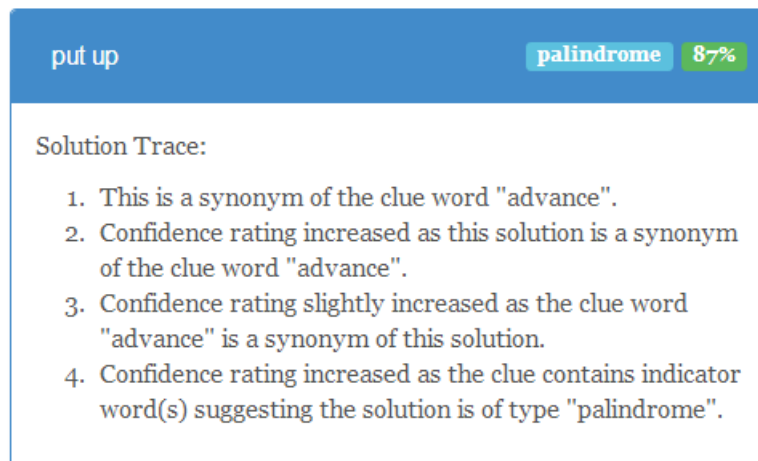 put up palindrome 87%
Solution Trace:
1. This is a synonym of the clue word "advance".
2. Confidence rating increased as this solution is a synonym
of the clue word "advance".
3. Confidence rating slightly increased as the clue word
"advance" is a synonym of this solution.
4. Confidence rating increased as the clue contains indicator
word(s) suggesting the solution is of type "palindrome".